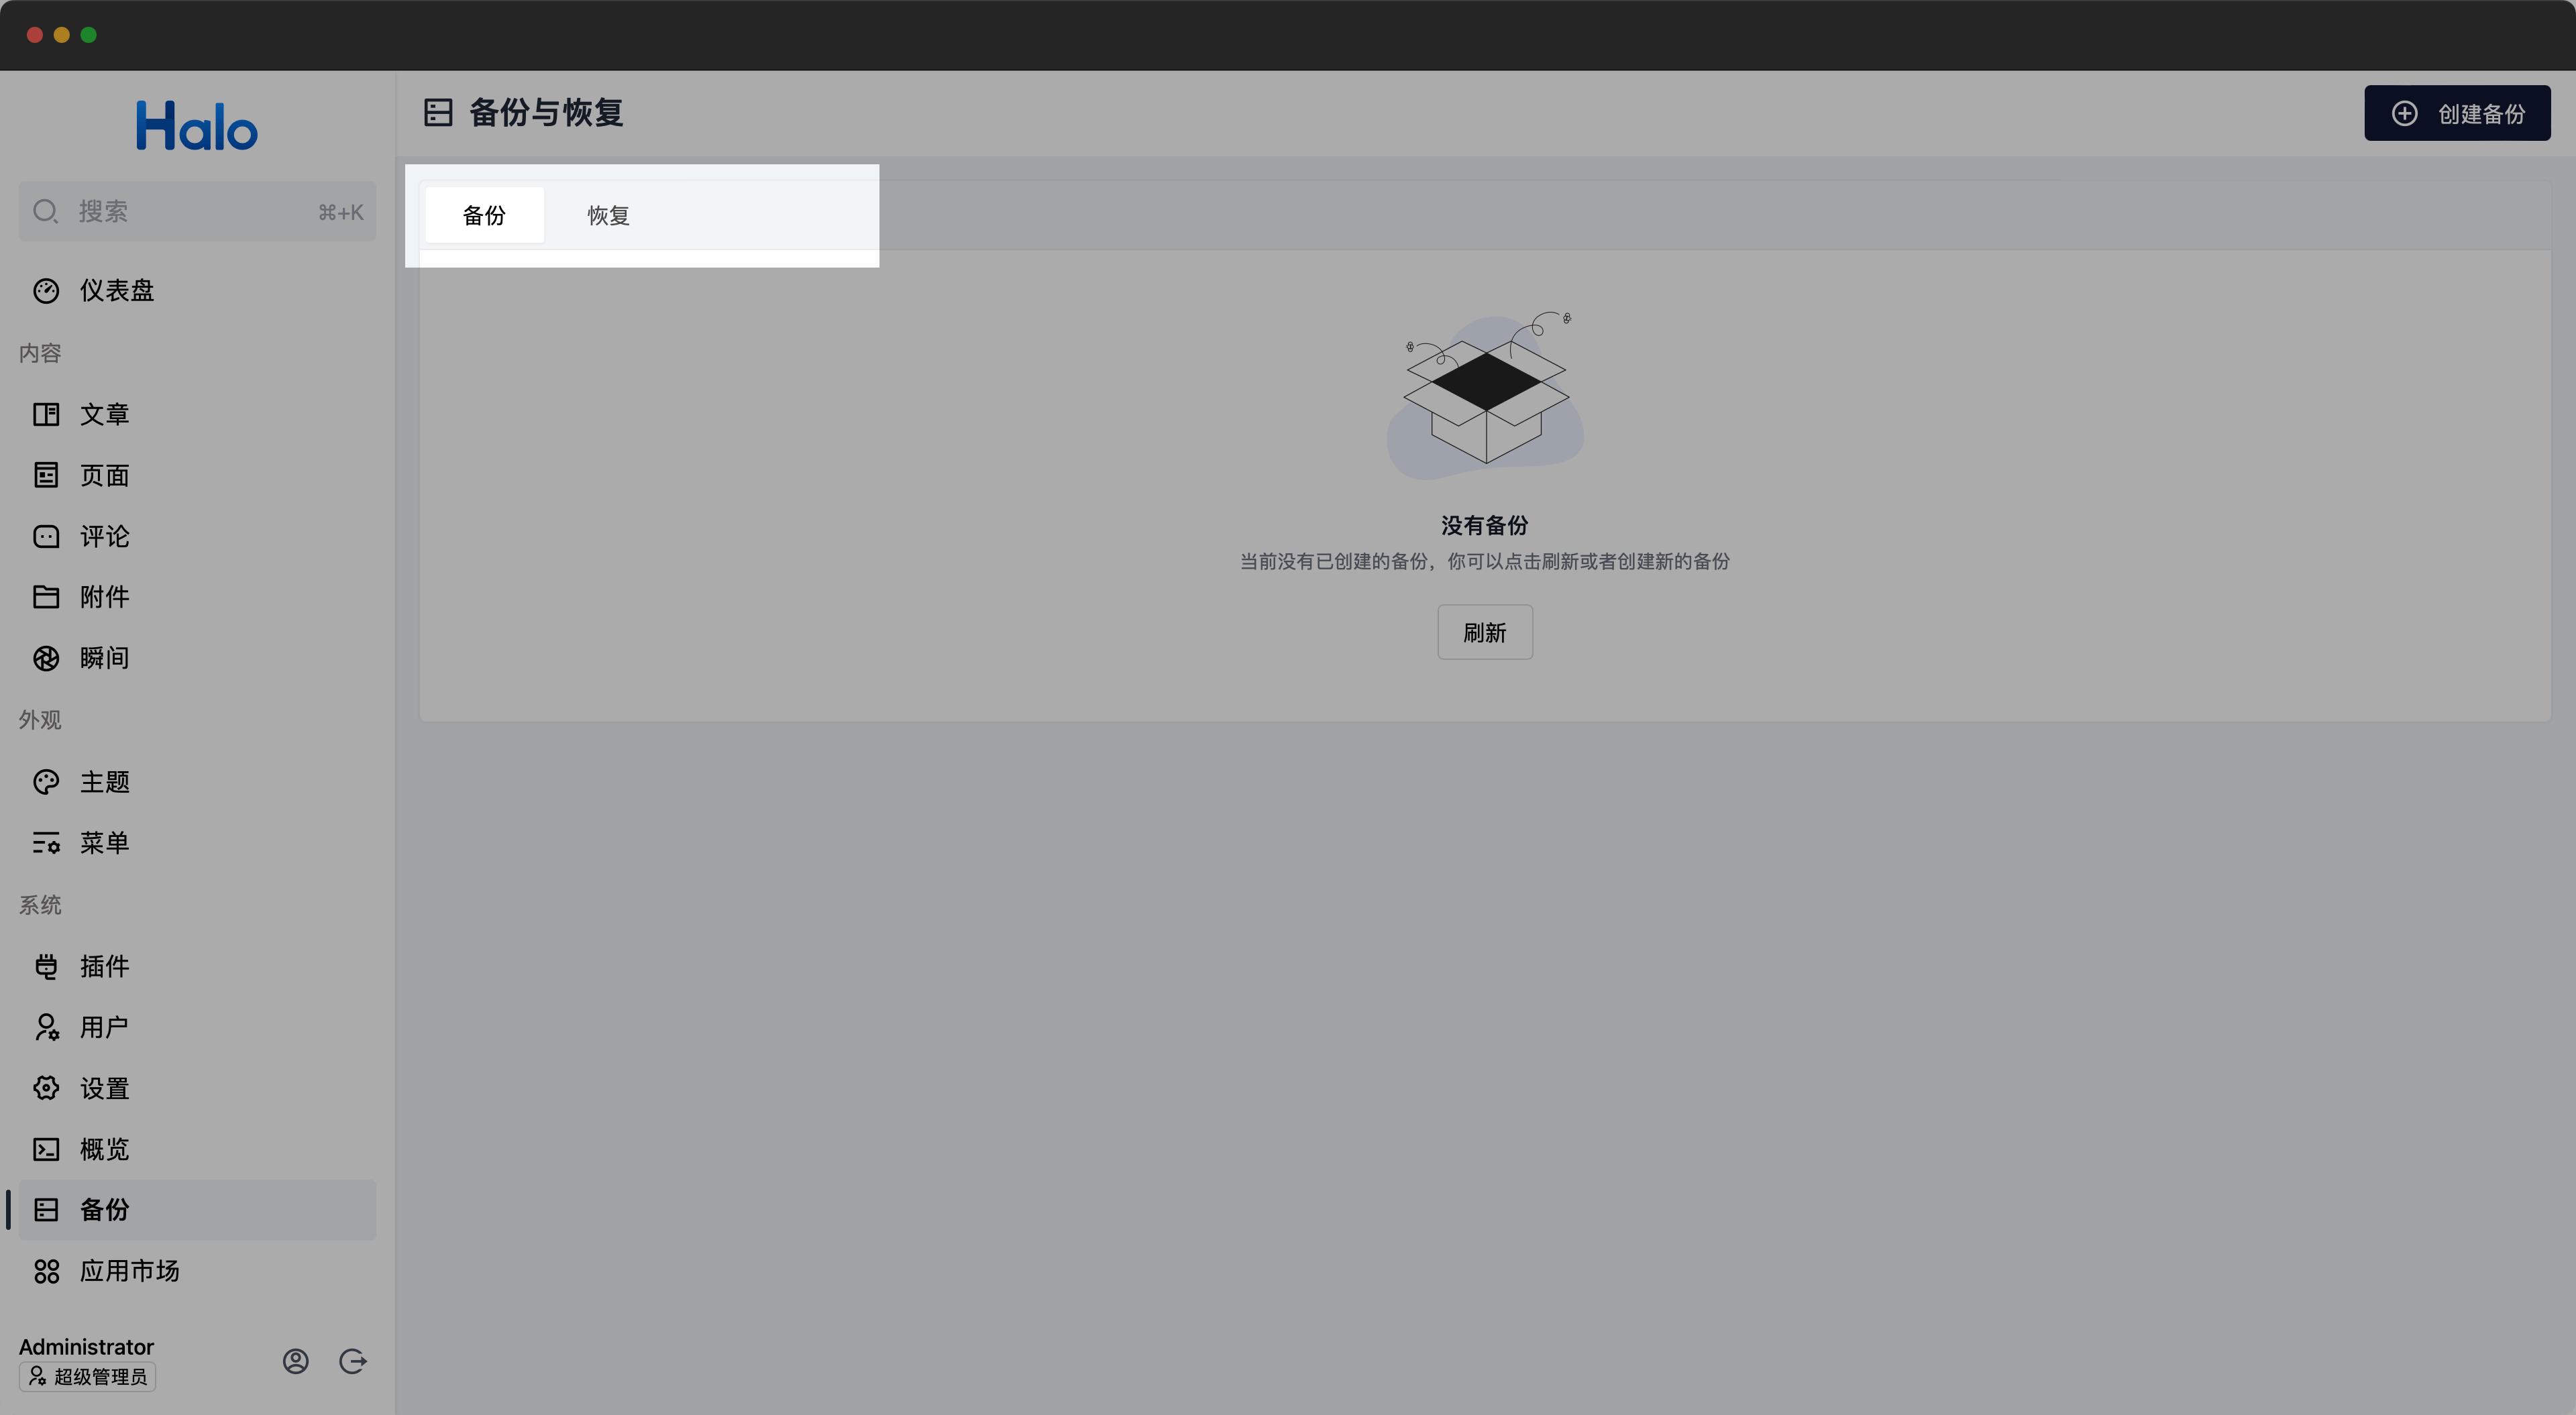 Halo
搜索 ⌘+K
仪表盘
内容
文章
页面
评论
附件
瞬间
外观
主题
菜单
系统
插件
用户
设置
概览
备份
应用市场
Administrator
超级管理员
备份与恢复
创建备份
备份 恢复
没有备份
当前没有已创建的备份，你可以点击刷新或者创建新的备份
刷新